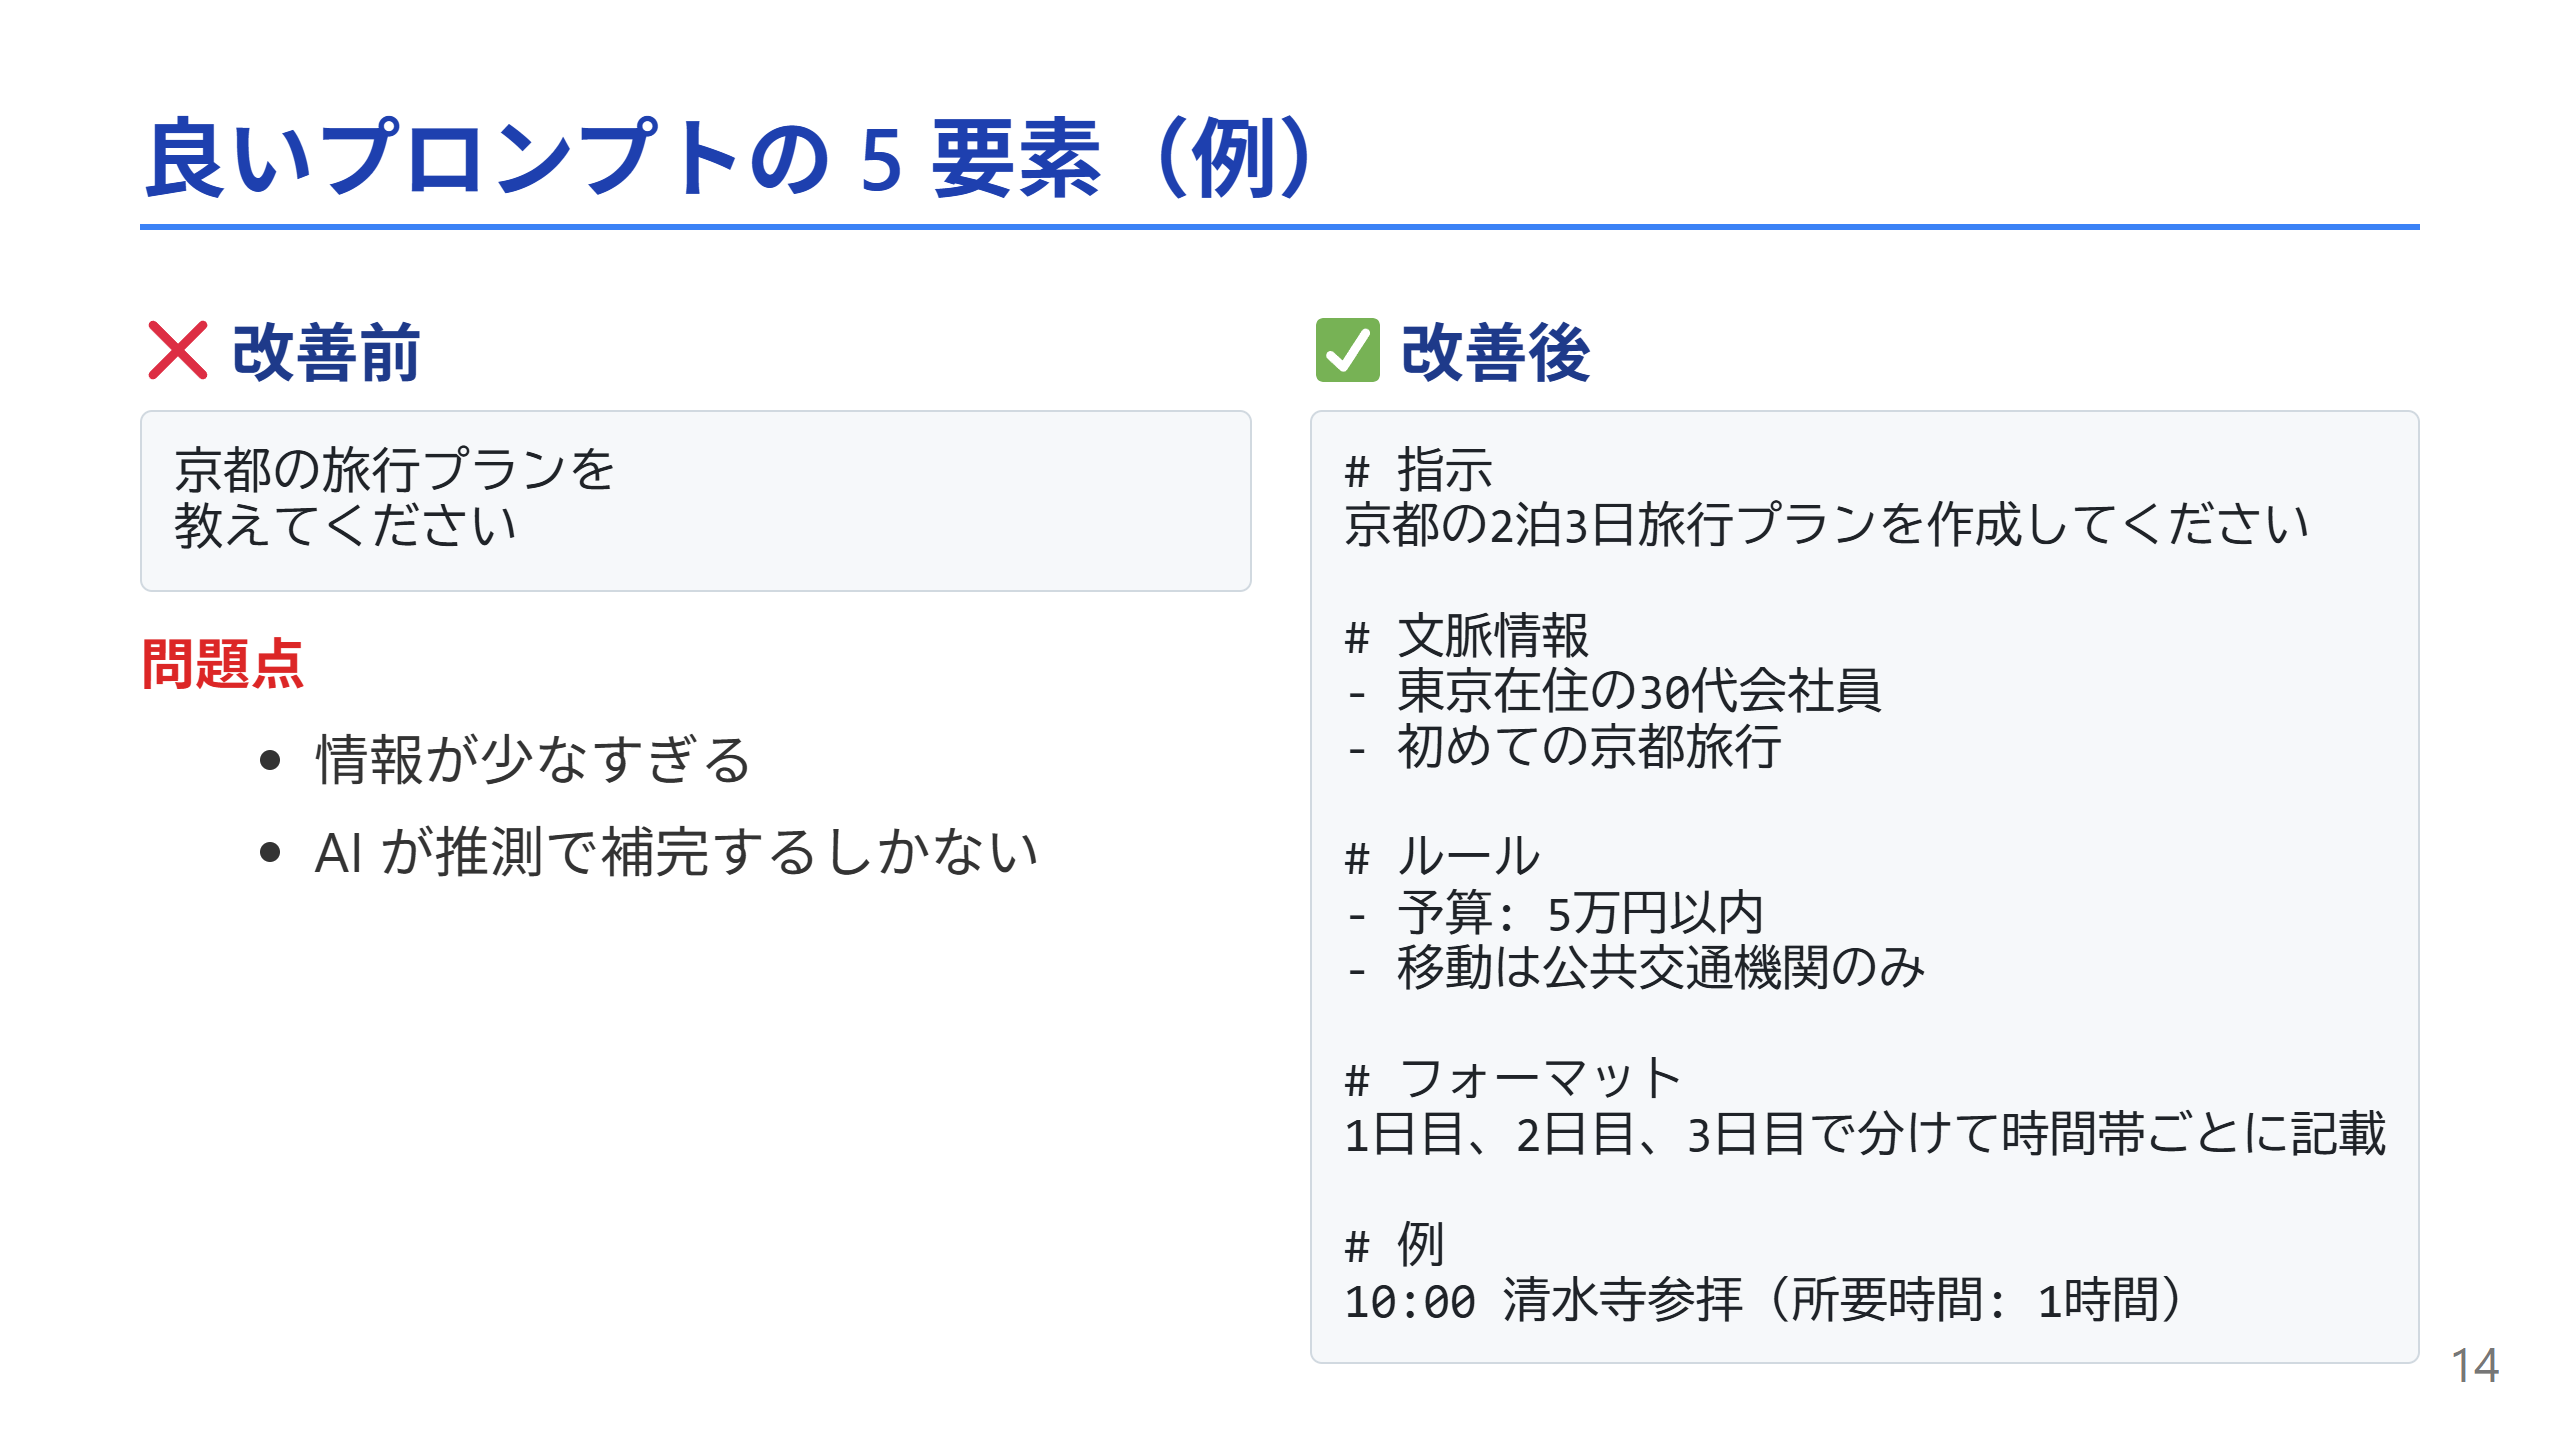 良いプロンプトの 5 要素（例）
❌ 改善前
京都の旅行プランを
教えてください
問題点
• 情報が少なすぎる
• AI が推測で補完するしかない
✅ 改善後
# 指示
京都の2泊3日旅行プランを作成してください
# 文脈情報
- 東京在住の30代会社員
- 初めての京都旅行
# ルール
- 予算: 5万円以内
- 移動は公共交通機関のみ
# フォーマット
1日目、2日目、3日目で分けて時間帯ごとに記載
# 例
10:00 清水寺参拝（所要時間: 1時間）
14